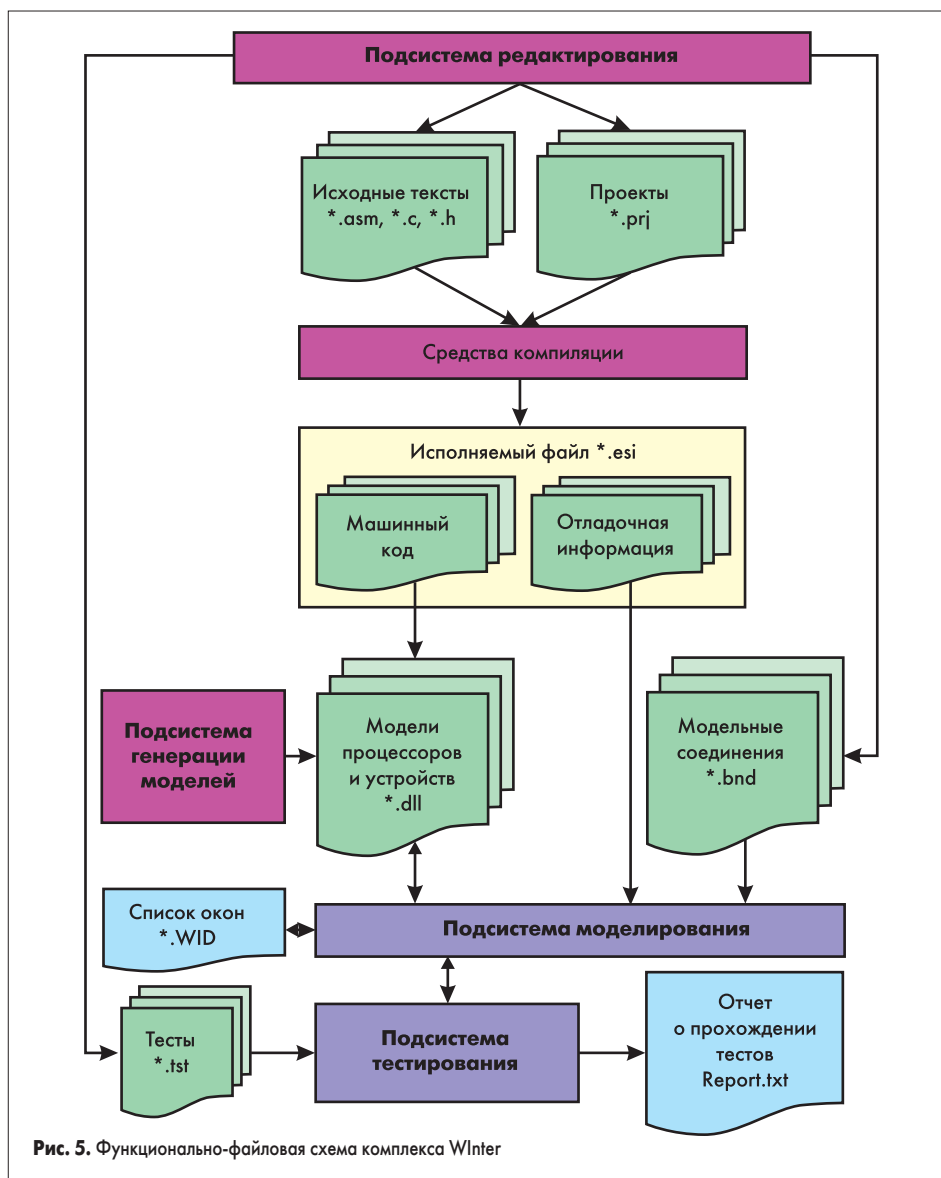 Подсистема редактирования
Исходные тексты
*.asm, *.c, *.h
Проекты
*.prj
Средства компиляции
Исполняемый файл *.esi
Машинный
код
Отладочная
информация
Подсистема
генерации
моделей
Модели
процессоров
и устройств
*.dll
Модельные
соединения
*.bnd
Список окон
*.WID
Подсистема моделирования
Тесты
*.tst
Подсистема
тестирования
Отчет
о прохождении
тестов
Report.txt
Рис. 5. Функционально-файловая схема комплекса WInter